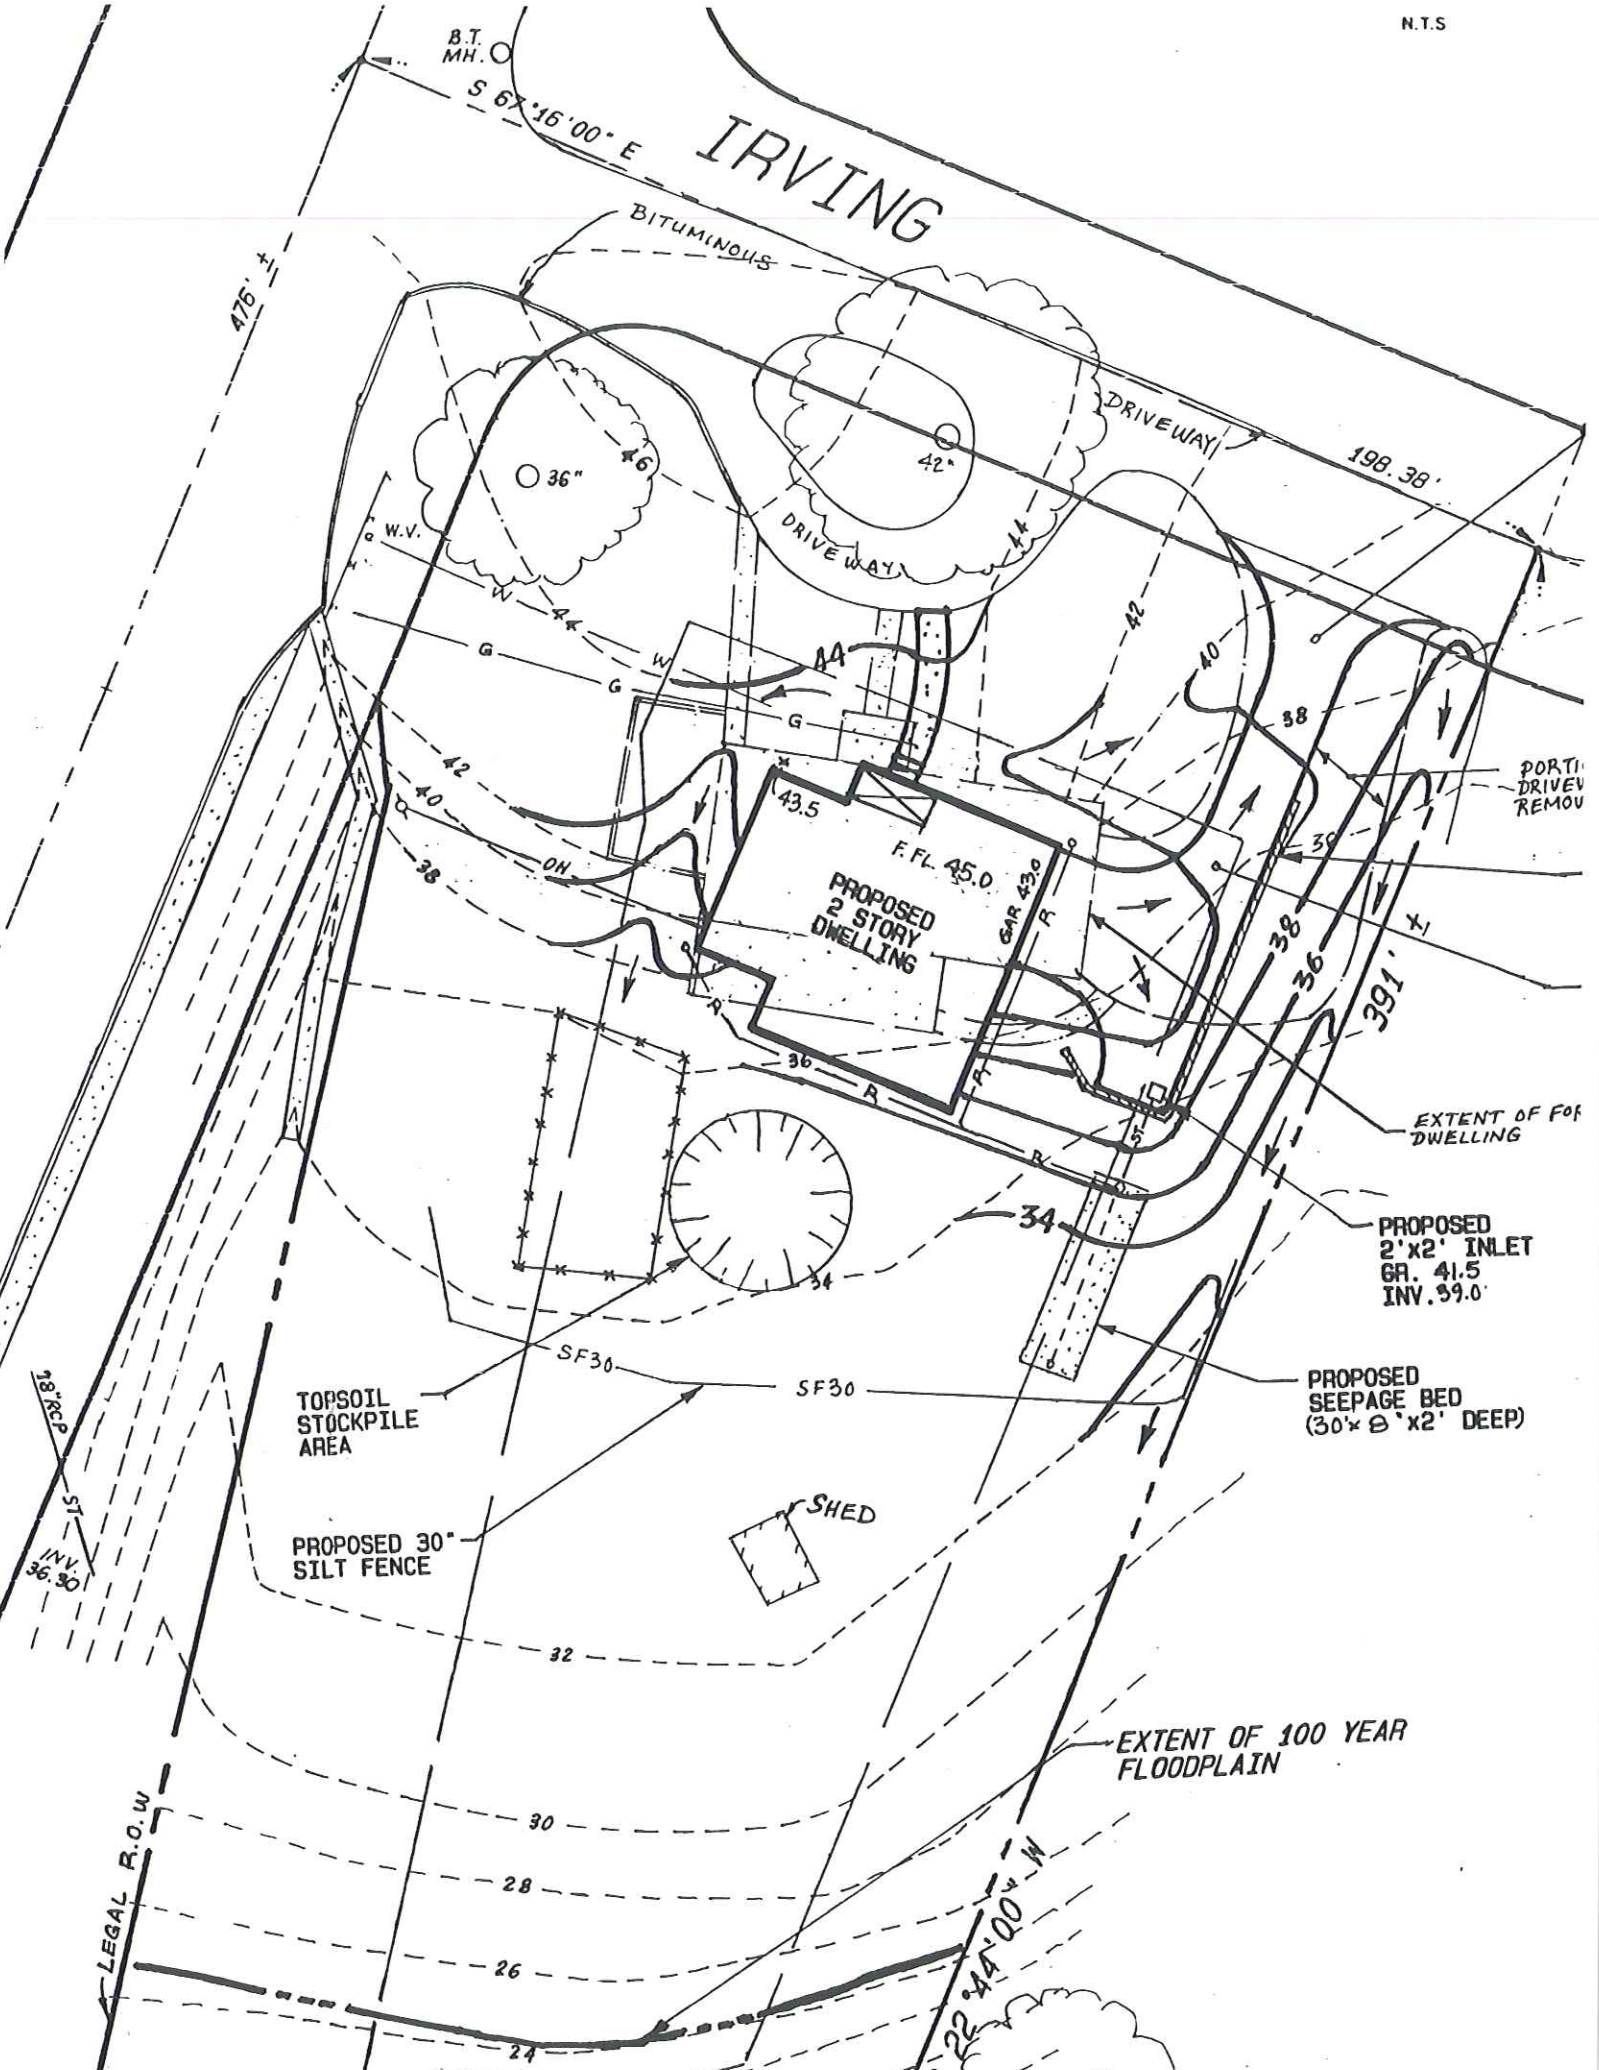 N.T.S
B.T.
MH.
S 67°16'00" E
IRVING
BITUMINOUS
476' ±
DRIVEWAY
198.38'
46
36"
42"
W.V.
DRIVEWAY
44
W
44
42
G
W
44
40
G
G
38
42
40
43.5
PORTI
DRIVEW
REMOV
38
OH
F.FL. 45.0
GAR 43.0
R
PROPOSED
2 STORY
DWELLING
38
36
391' ±
R
36
R
R
EXTENT OF FOR
DWELLING
ST
R
34
PROPOSED
2'x2' INLET
GR. 41.5
INV. 39.0
34
SF30
SF30
PROPOSED
SEEPAGE BED
(30'x 8'x2' DEEP)
18"RCP
TOPSOIL
STOCKPILE
AREA
ST
INV.
36.30
SHED
PROPOSED 30"
SILT FENCE
32
EXTENT OF 100 YEAR
FLOODPLAIN
30
LEGAL R.O.W
28
26
22°44'00" W
24